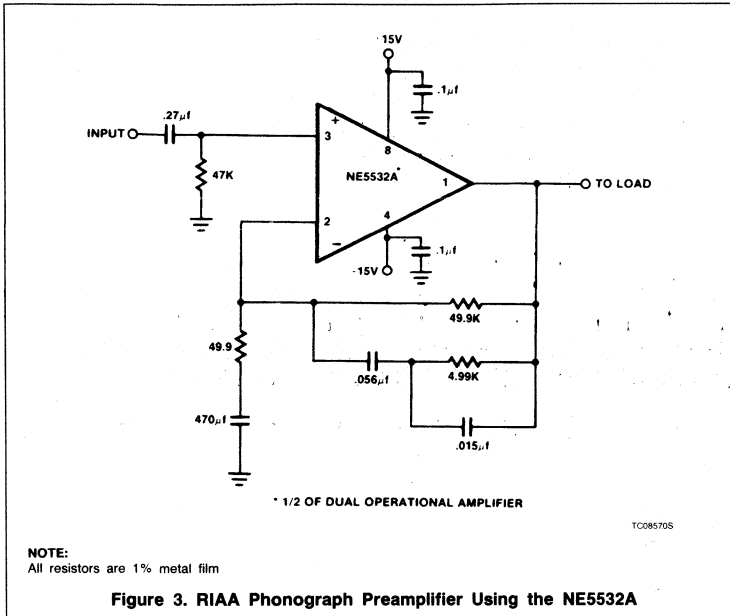 15V
.1µf
.27µf
INPUT
+
3
8
47K
NE5532A*
1
TO LOAD
2
4
−
.1µf
-15V
49.9K
49.9
.056µf
4.99K
470µf
.015µf
* 1/2 OF DUAL OPERATIONAL AMPLIFIER
TC08570S
NOTE:
All resistors are 1% metal film
Figure 3. RIAA Phonograph Preamplifier Using the NE5532A